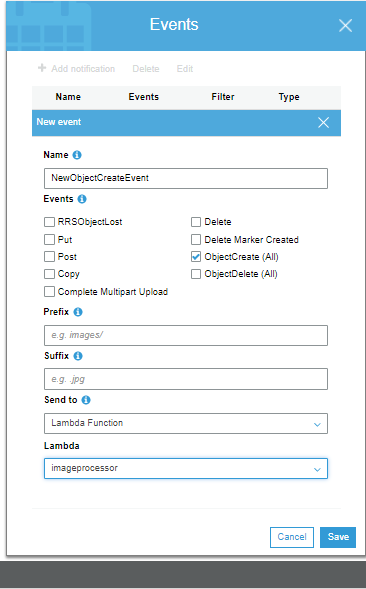 Events
Add notification Delete Edit
Name Events Filter Type
New event
Name
NewObjectCreateEvent
Events
RRSObjectLost
Put
Post
Copy
Complete Multipart Upload
Delete
Delete Marker Created
ObjectCreate (All)
ObjectDelete (All)
Prefix
e.g. images/
Suffix
e.g. .jpg
Send to
Lambda Function
Lambda
imageprocessor
Cancel Save